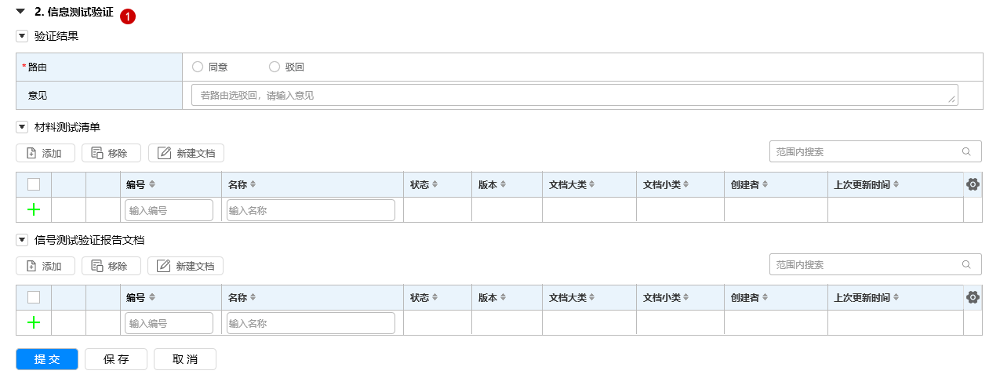 2. 信息测试验证 1
验证结果
*路由 同意 驳回
意见 若路由选驳回，请输入意见
材料测试清单
添加 移除 新建文档 范围内搜索
编号 名称 状态 版本 文档大类 文档小类 创建者 上次更新时间
输入编号 输入名称
信号测试验证报告文档
添加 移除 新建文档 范围内搜索
编号 名称 状态 版本 文档大类 文档小类 创建者 上次更新时间
输入编号 输入名称
提交 保存 取消